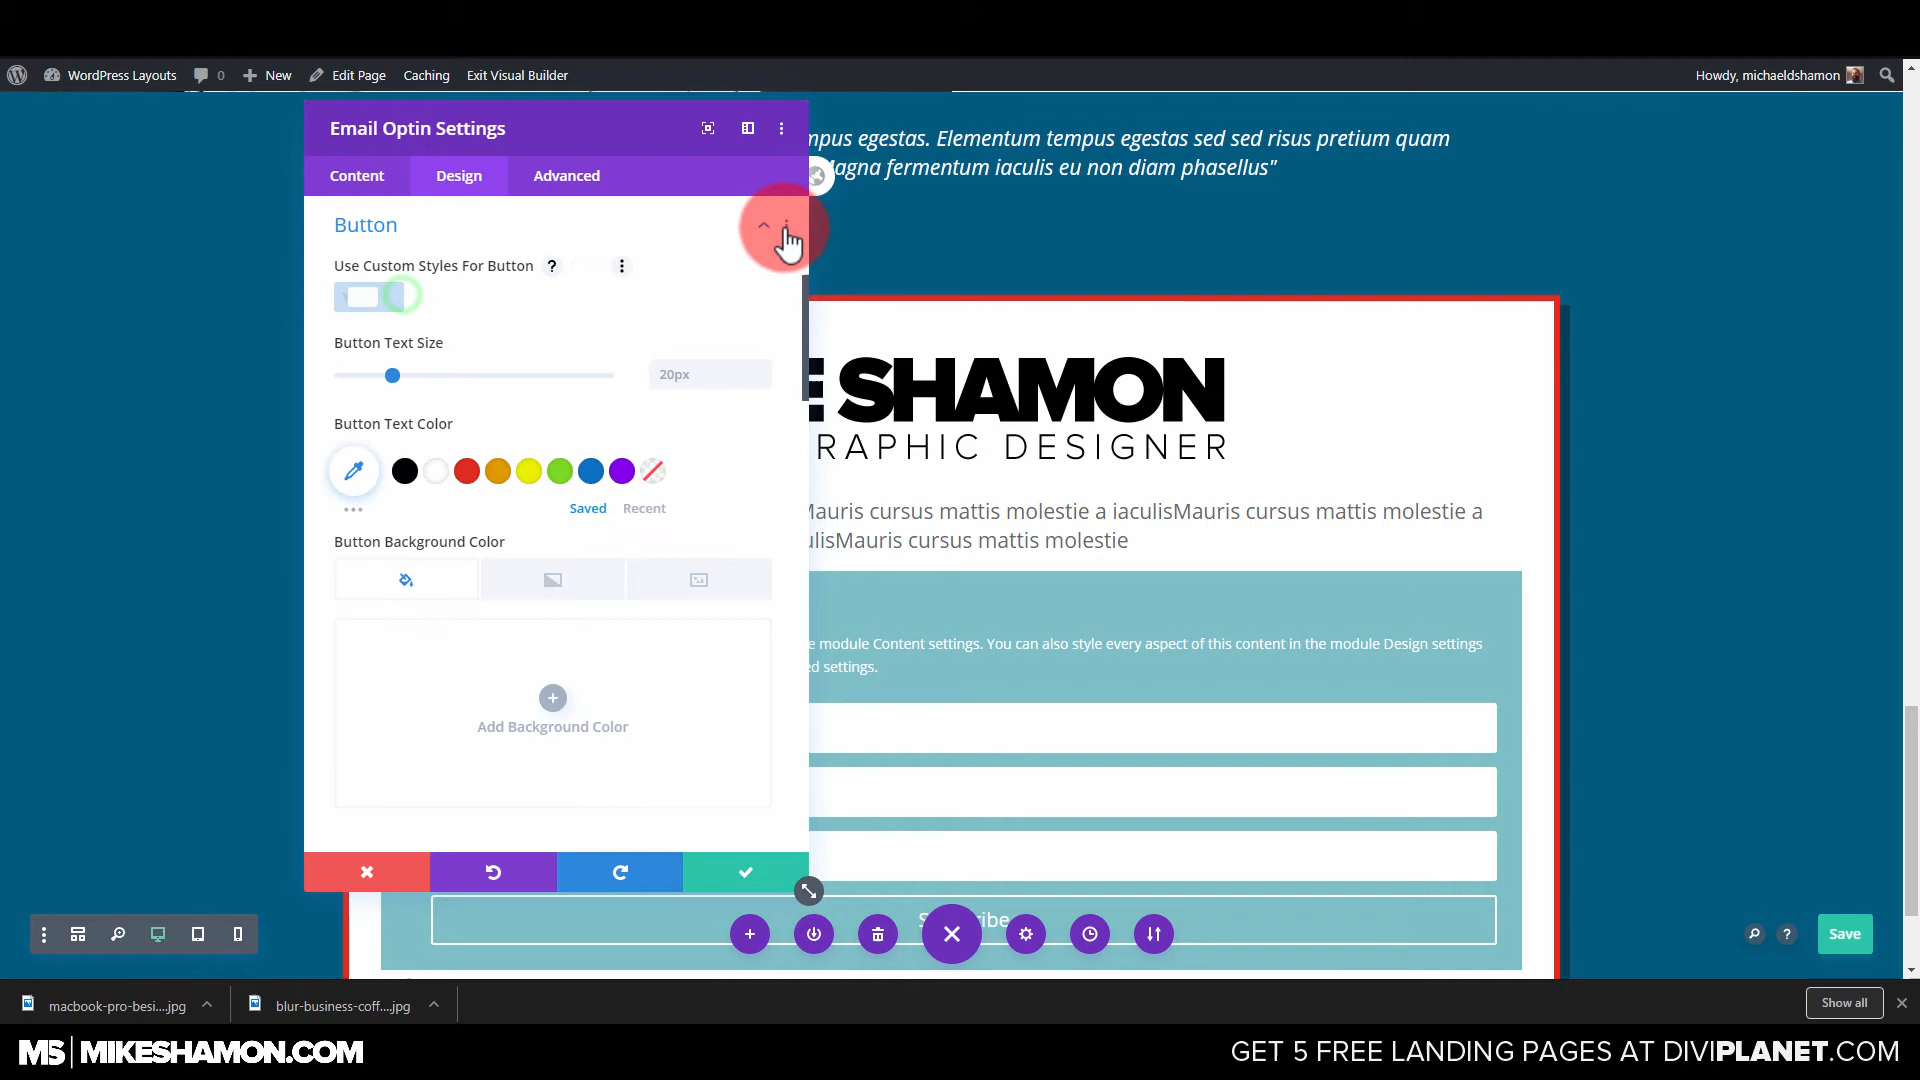 WordPress Layouts 0 New Edit Page Caching Exit Visual Builder Howdy, michaeldshamon
Email Optin Settings
Content Design Advanced
mpus egestas. Elementum tempus egestas sed sed risus pretium quam
agna fermentum iaculis eu non diam phasellus"
Button
Use Custom Styles For Button ?
Button Text Size
20px
Button Text Color
Saved Recent
Button Background Color
Add Background Color
E SHAMON
RAPHIC DESIGNER
Mauris cursus mattis molestie a iaculisMauris cursus mattis molestie a
ulisMauris cursus mattis molestie
e module Content settings. You can also style every aspect of this content in the module Design settings
ed settings.
?
Save
macbook-pro-besi....jpg
blur-business-coff....jpg
Show all
MS | MIKESHAMON.COM
GET 5 FREE LANDING PAGES AT DIVIPLANET.COM